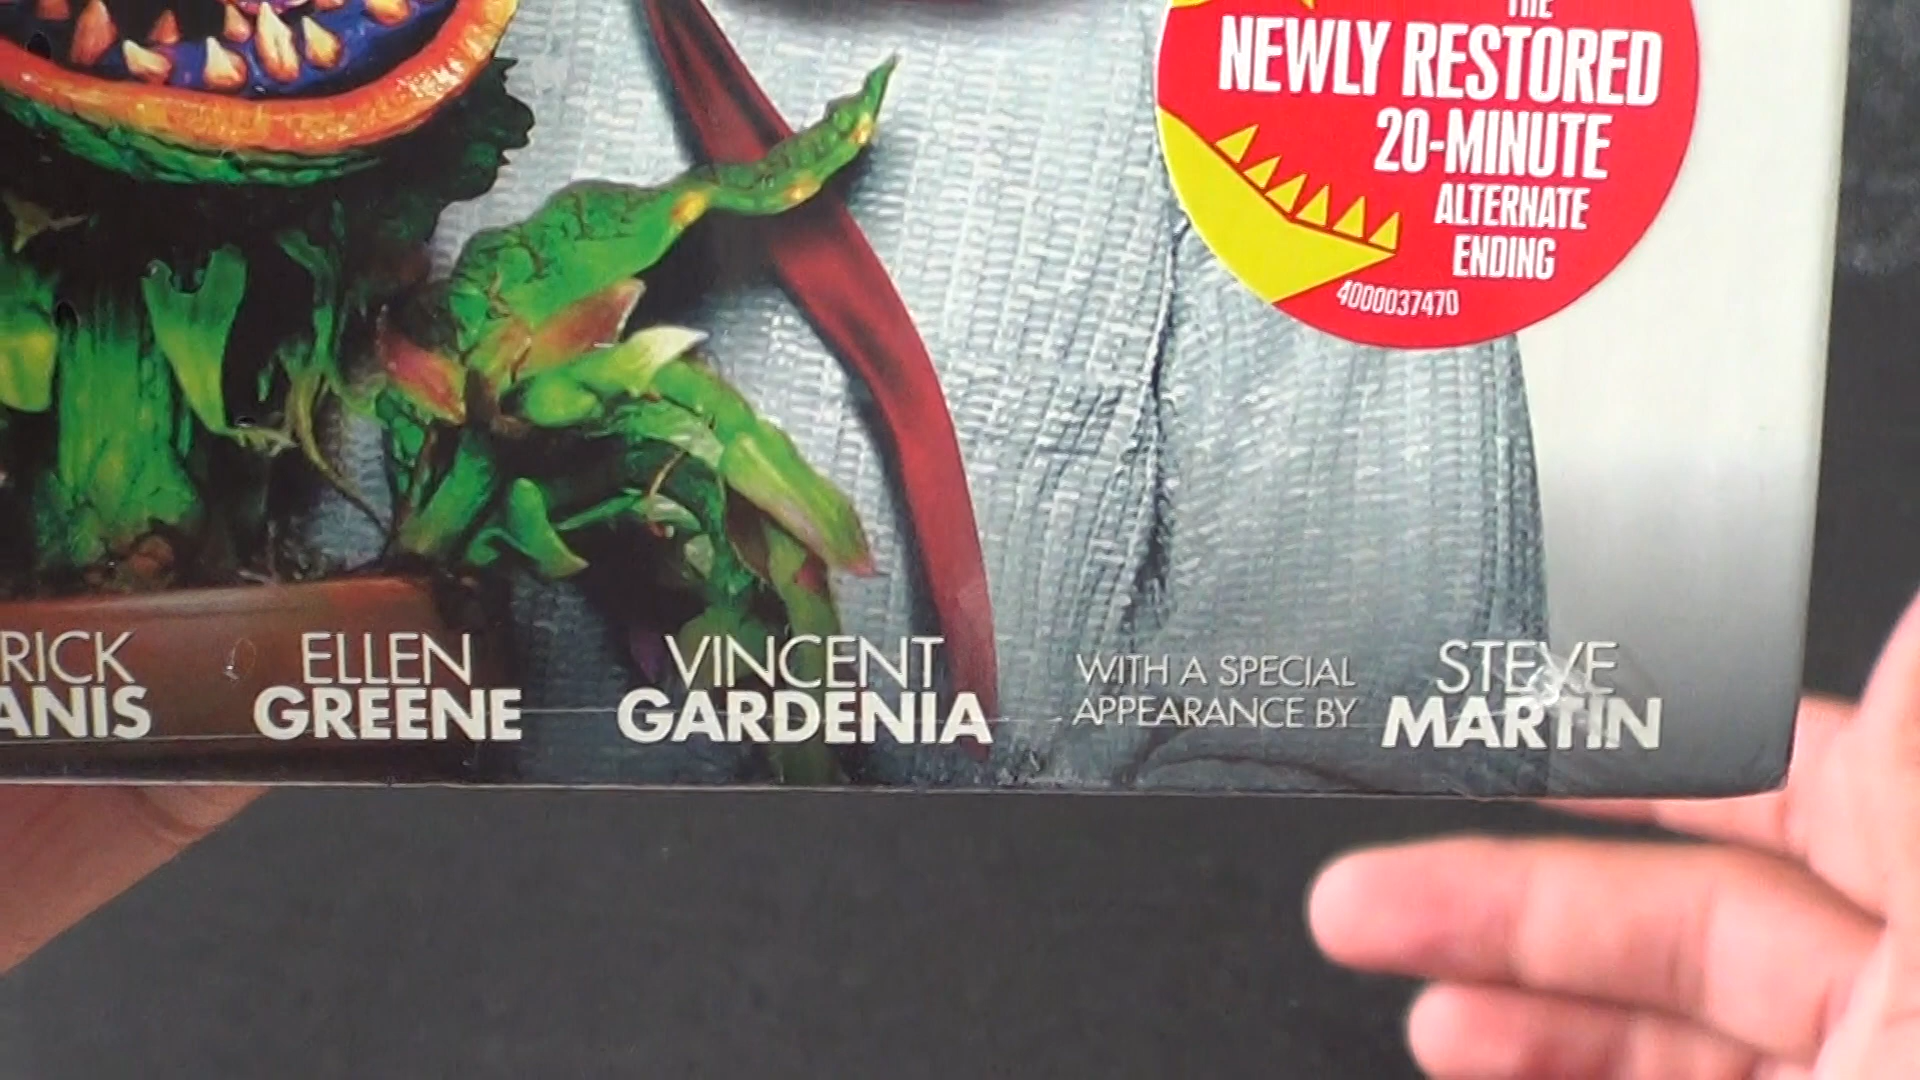 THE
NEWLY RESTORED
20-MINUTE
ALTERNATE
ENDING
4000037470
RICK
ANIS
ELLEN
GREENE
VINCENT
GARDENIA
WITH A SPECIAL
APPEARANCE BY
STEVE
MARTIN